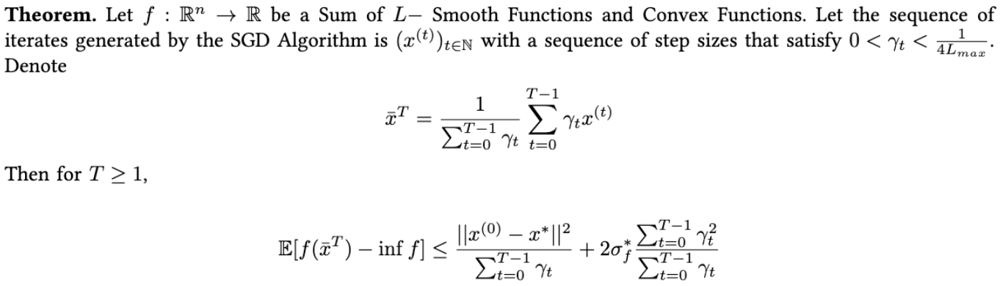 Theorem. Let $f : \mathbb{R}^n \to \mathbb{R}$ be a Sum of $L-$ Smooth Functions and Convex Functions. Let the sequence of
iterates generated by the SGD Algorithm is $(x^{(t)})_{t \in \mathbb{N}}$ with a sequence of step sizes that satisfy $0 < \gamma_t < \frac{1}{4L_{max}}$.
Denote
$\bar{x}^T = \frac{1}{\sum_{t=0}^{T-1} \gamma_t} \sum_{t=0}^{T-1} \gamma_t x^{(t)}$
Then for $T \geq 1$,
$\mathbb{E}[f(\bar{x}^T) - \inf f] \leq \frac{||x^{(0)} - x^*||^2}{\sum_{t=0}^{T-1} \gamma_t} + 2\sigma_f^* \frac{\sum_{t=0}^{T-1} \gamma_t^2}{\sum_{t=0}^{T-1} \gamma_t}$